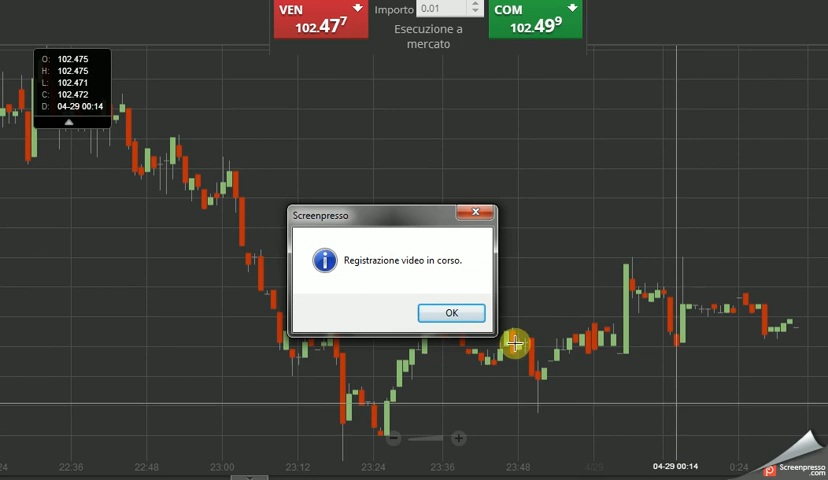 VEN
102.47⁷
Importo
0.01
COM
102.49⁹
Esecuzione a
mercato
O: 102.475
H: 102.475
L: 102.471
C: 102.472
D: 04-29 00:14
Screenpresso
Registrazione video in corso.
OK
24
22:36
22:48
23:00
23:12
23:24
23:36
23:48
4/29
04-29 00:14
0:24
Screenpresso
.com